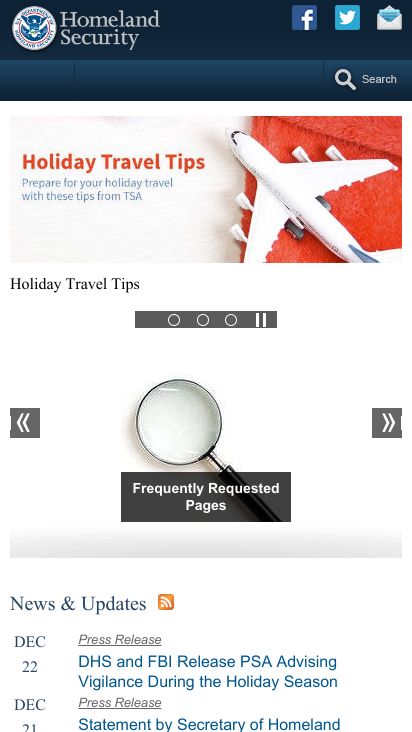 Homeland
Security
Search
Holiday Travel Tips
Prepare for your holiday travel
with these tips from TSA
Holiday Travel Tips
Frequently Requested
Pages
News & Updates
DEC
22
Press Release
DHS and FBI Release PSA Advising
Vigilance During the Holiday Season
DEC
21
Press Release
Statement by Secretary of Homeland